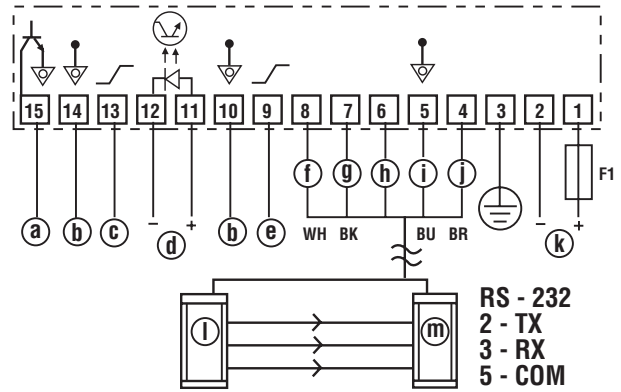 15 14 13 12 11 10 9 8 7 6 5 4 3 2 1
F1
f g h i j
a b c − d + b e WH BK BU BR − k +
l m
RS - 232
2 - TX
3 - RX
5 - COM